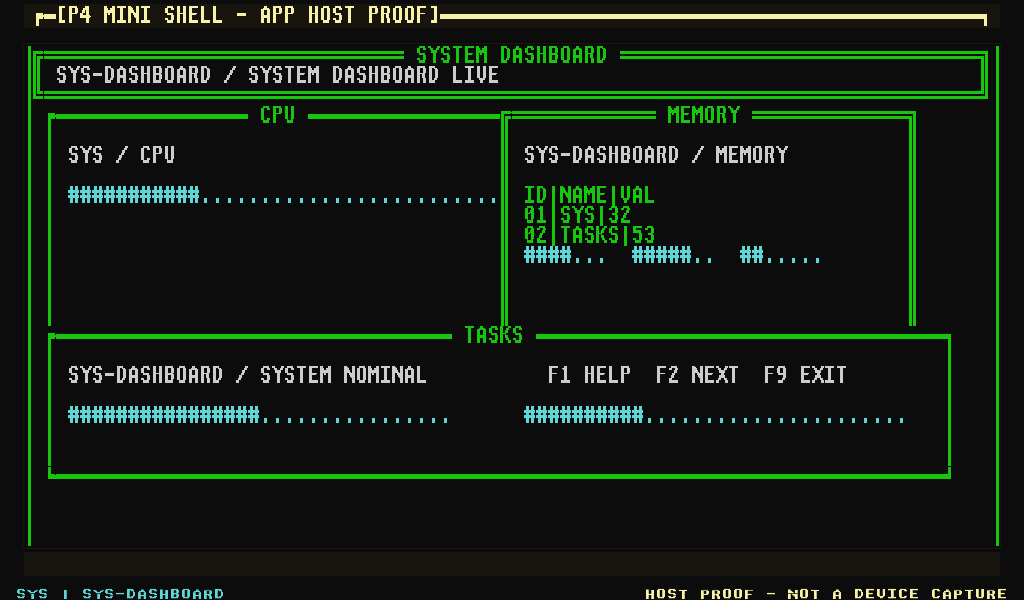 [P4 MINI SHELL - APP HOST PROOF]
SYSTEM DASHBOARD
SYS-DASHBOARD / SYSTEM DASHBOARD LIVE
CPU
MEMORY
SYS / CPU
SYS-DASHBOARD / MEMORY
###########.........................
ID|NAME|VAL
01|SYS|32
02|TASKS|53
####... #####.. ##.....
TASKS
SYS-DASHBOARD / SYSTEM NOMINAL
F1 HELP F2 NEXT F9 EXIT
################................
##########......................
SYS | SYS-DASHBOARD
HOST PROOF - NOT A DEVICE CAPTURE